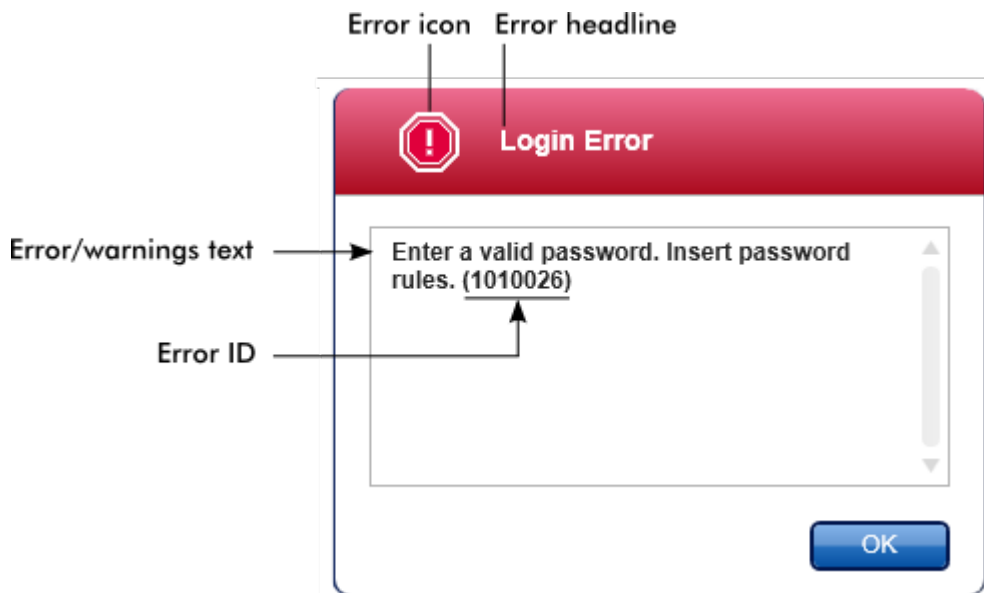 Error icon Error headline
Login Error
Error/warnings text
Enter a valid password. Insert password
rules. (1010026)
Error ID
OK